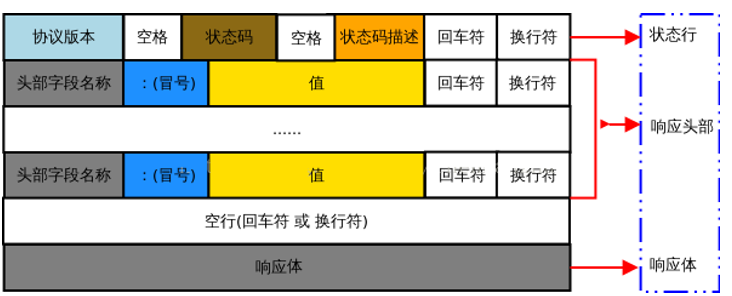 协议版本 空格 状态码 空格 状态码描述 回车符 换行符 状态行
头部字段名称 ：(冒号) 值 回车符 换行符
…… 响应头部
头部字段名称 ：(冒号) 值 回车符 换行符
空行(回车符 或 换行符)
响应体 响应体